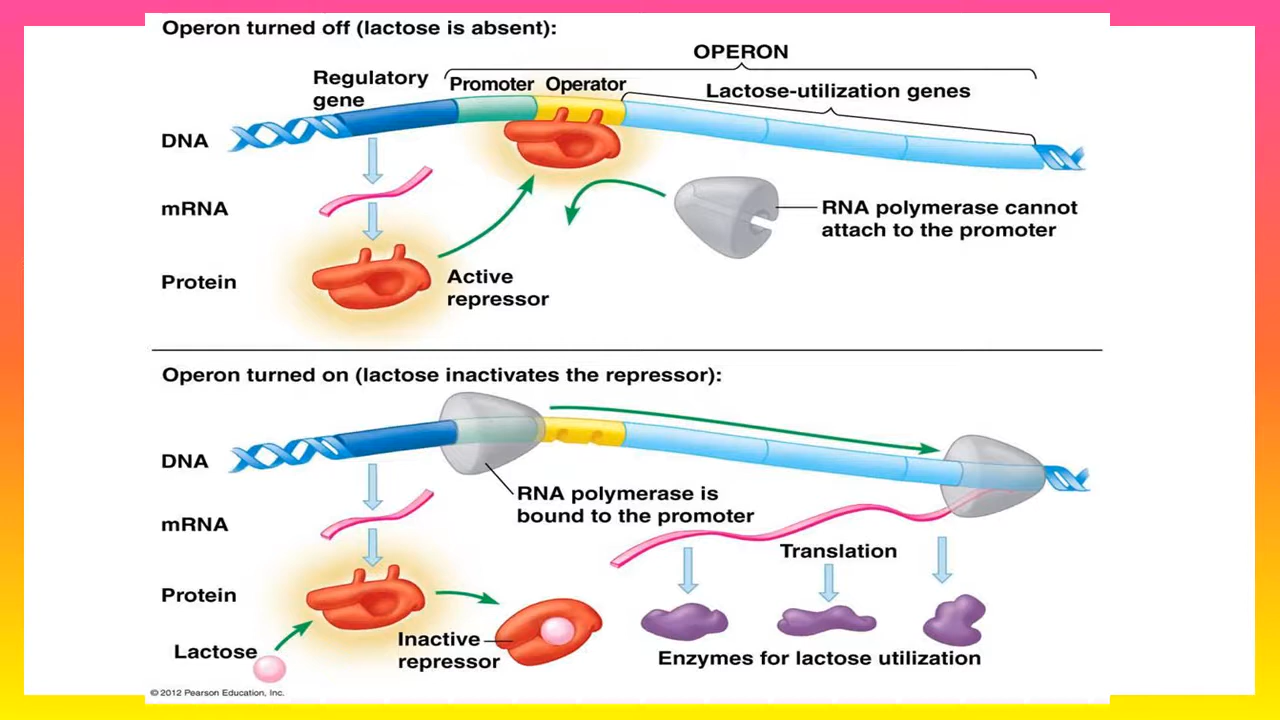 Operon turned off (lactose is absent):
OPERON
Regulatory
gene
Promoter
Operator
Lactose-utilization genes
DNA
mRNA
RNA polymerase cannot
attach to the promoter
Protein
Active
repressor
Operon turned on (lactose inactivates the repressor):
DNA
RNA polymerase is
bound to the promoter
mRNA
Translation
Protein
Lactose
Inactive
repressor
Enzymes for lactose utilization
© 2012 Pearson Education, Inc.